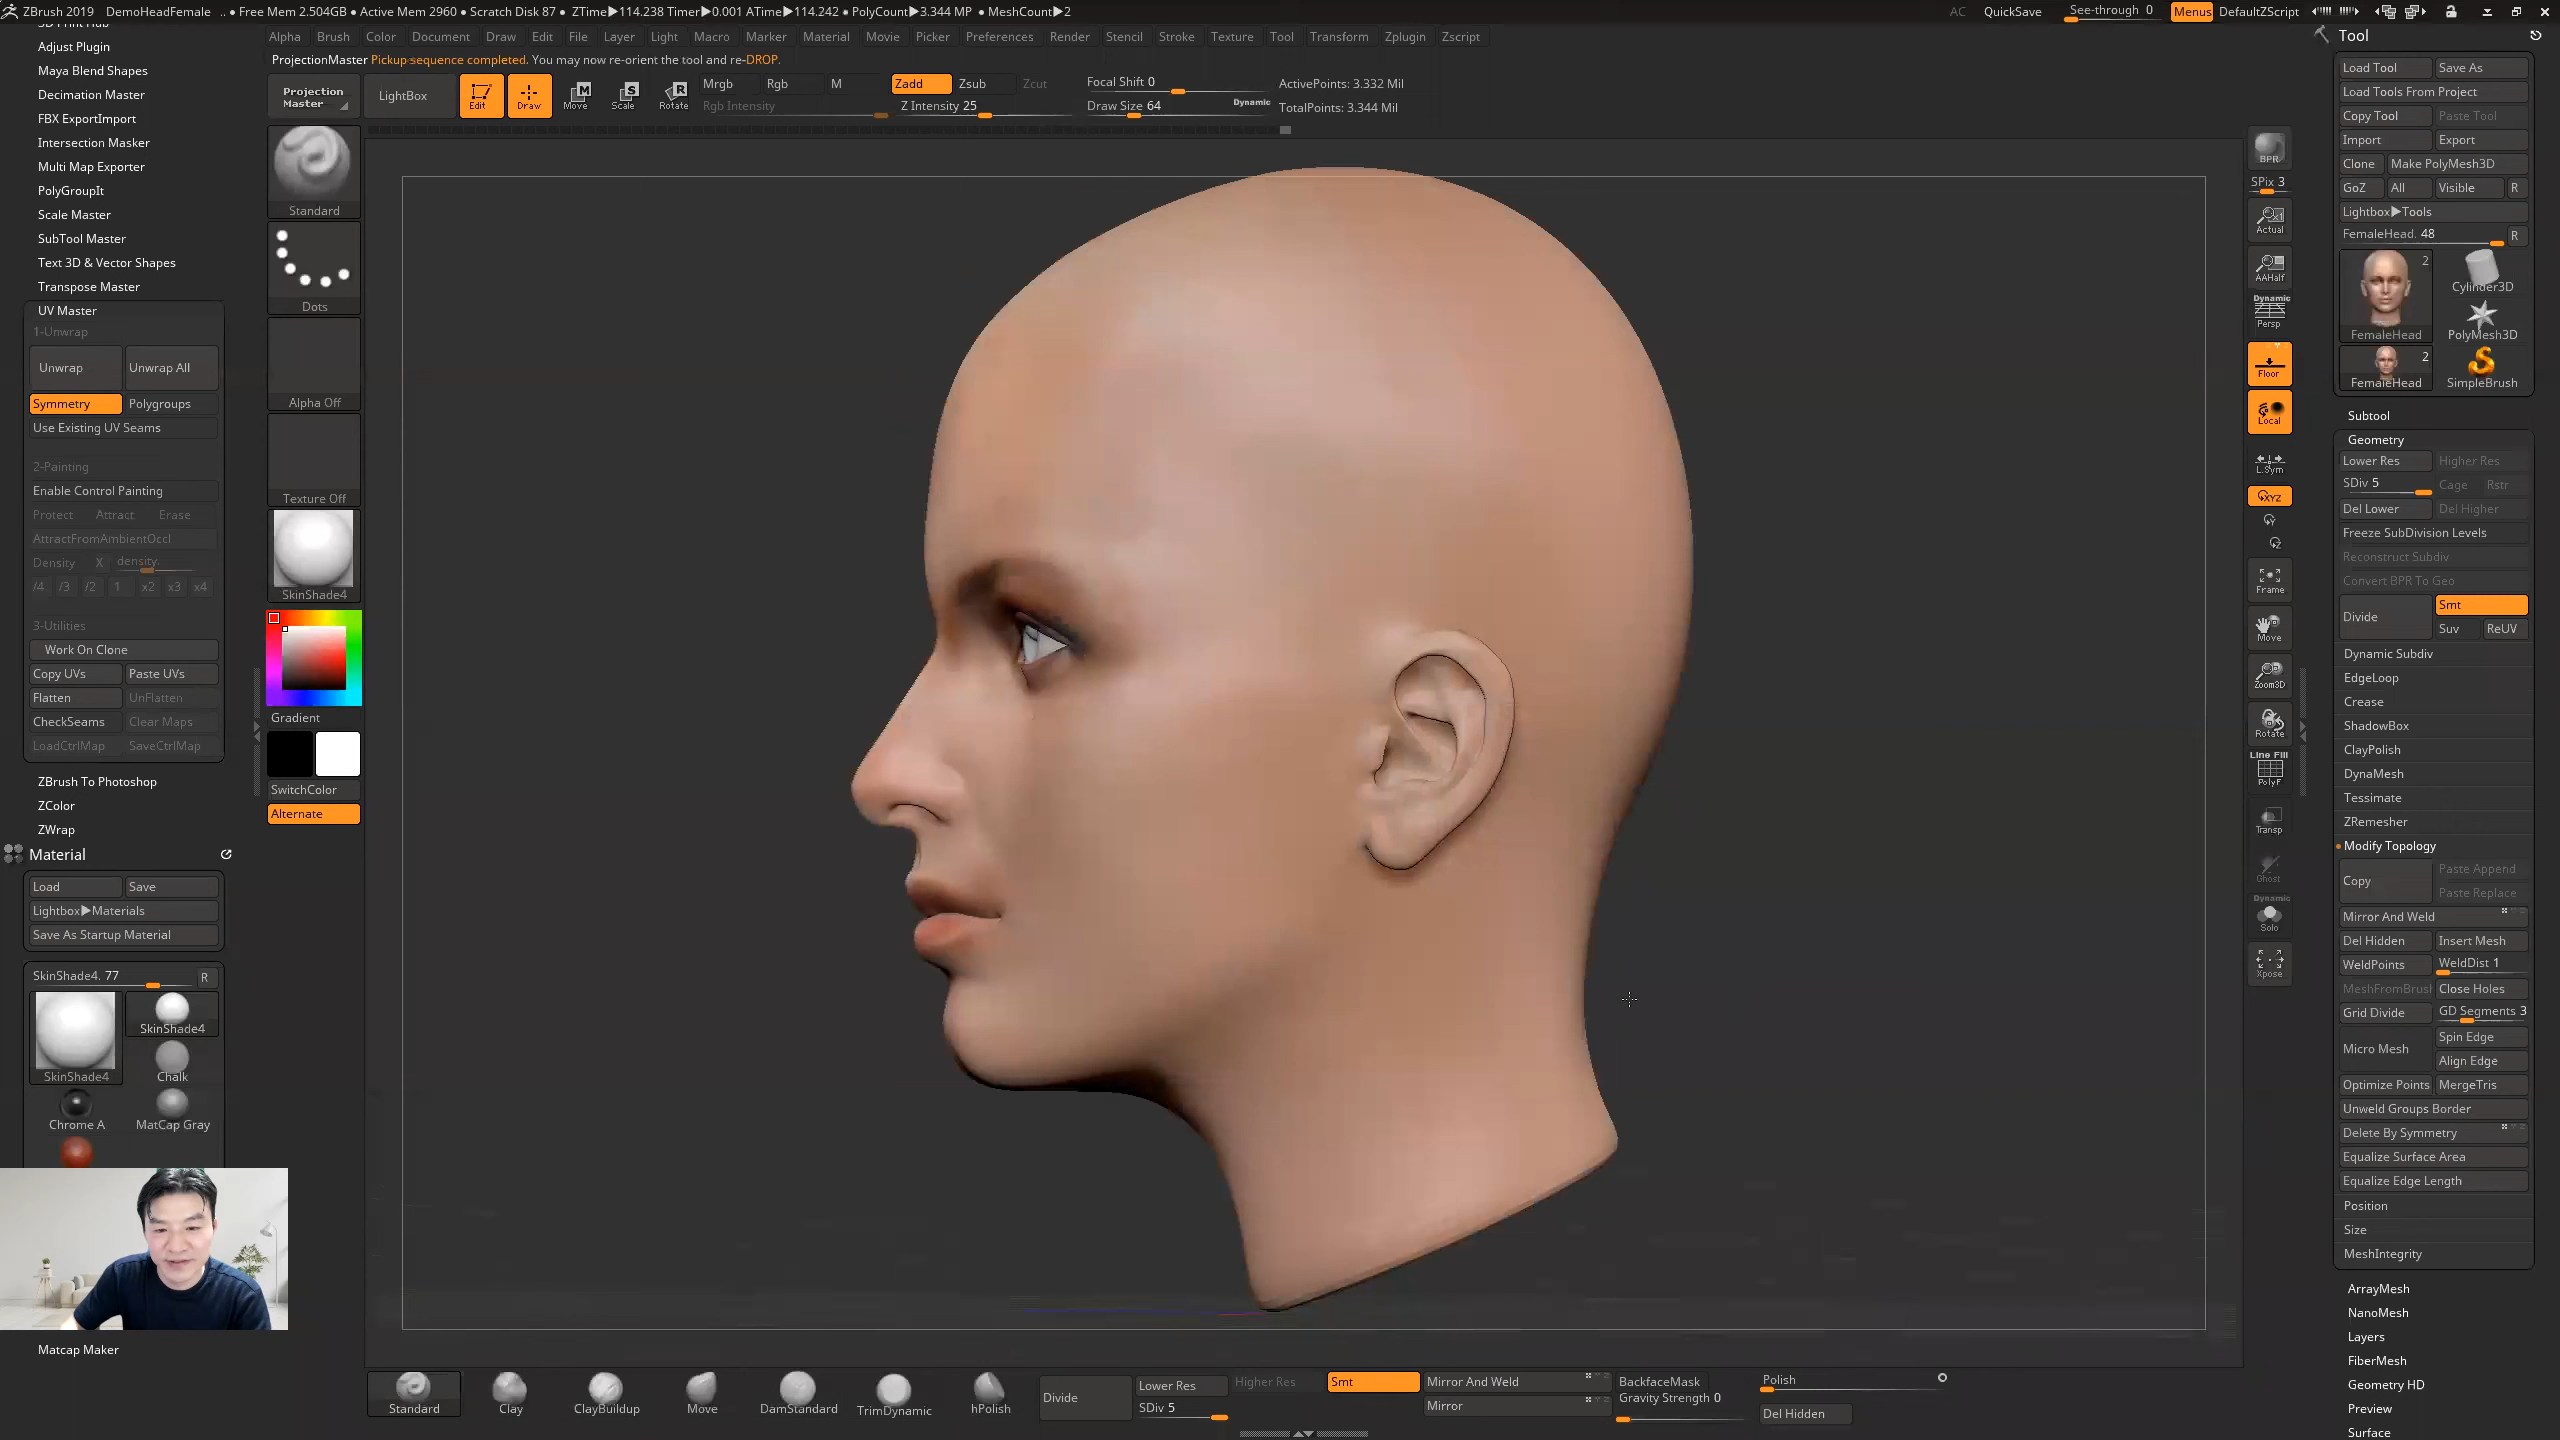 ZBrush 2019 DemoHeadFemale .. • Free Mem 2.504GB • Active Mem 2960 • Scratch Disk 87 • ZTime▶114.238 Timer▶0.001 ATime▶114.242 • PolyCount▶3.344 MP • MeshCount▶2 AC QuickSave See-through 0 Menus DefaultZScript
Alpha Brush Color Document Draw Edit File Layer Light Macro Marker Material Movie Picker Preferences Render Stencil Stroke Texture Tool Transform Zplugin Zscript
ProjectionMaster Pickup sequence completed. You may now re-orient the tool and re-DROP.
Projection Master
LightBox
Edit
Draw
Move
Scale
Rotate
Mrgb Rgb M
Rgb Intensity
Zadd Zsub Zcut
Z Intensity 25
Focal Shift 0
Draw Size 64 Dynamic
ActivePoints: 3.332 Mil
TotalPoints: 3.344 Mil
Adjust Plugin
Maya Blend Shapes
Decimation Master
FBX ExportImport
Intersection Masker
Multi Map Exporter
PolyGroupIt
Scale Master
SubTool Master
Text 3D & Vector Shapes
Transpose Master
UV Master
1-Unwrap
Unwrap Unwrap All
Symmetry Polygroups
Use Existing UV Seams
2-Painting
Enable Control Painting
Protect Attract Erase
AttractFromAmbientOccl
Density X density.
/4 /3 /2 1 x2 x3 x4
3-Utilities
Work On Clone
Copy UVs Paste UVs
Flatten UnFlatten
CheckSeams Clear Maps
LoadCtrlMap SaveCtrlMap
ZBrush To Photoshop
ZColor
ZWrap
Material
Load Save
Lightbox▶Materials
Save As Startup Material
SkinShade4. 77 R
SkinShade4
SkinShade4
Chalk
Chrome A
MatCap Gray
Matcap Maker
Standard
Dots
Alpha Off
Texture Off
SkinShade4
Gradient
SwitchColor
Alternate
BPR
SPix 3
Actual
AAHalf
Dynamic
Persp
Floor
Local
L.Sym
XYZ
Y
Z
Frame
Move
Zoom3D
Rotate
Line Fill
PolyF
Transp
Ghost
Dynamic
Solo
Xpose
Tool
Load Tool Save As
Load Tools From Project
Copy Tool Paste Tool
Import Export
Clone Make PolyMesh3D
GoZ All Visible R
Lightbox▶Tools
FemaleHead. 48 R
2
FemaleHead
Cylinder3D
PolyMesh3D
2
FemaleHead
SimpleBrush
Subtool
Geometry
Lower Res Higher Res
SDiv 5 Cage Rstr
Del Lower Del Higher
Freeze SubDivision Levels
Reconstruct Subdiv
Convert BPR To Geo
Divide Smt
Suv ReUV
Dynamic Subdiv
EdgeLoop
Crease
ShadowBox
ClayPolish
DynaMesh
Tessimate
ZRemesher
Modify Topology
Copy Paste Append
Paste Replace
Mirror And Weld
Del Hidden Insert Mesh
WeldPoints WeldDist 1
MeshFromBrush Close Holes
Grid Divide GD Segments 3
Micro Mesh Spin Edge
Align Edge
Optimize Points MergeTris
Unweld Groups Border
Delete By Symmetry
Equalize Surface Area
Equalize Edge Length
Position
Size
MeshIntegrity
ArrayMesh
NanoMesh
Layers
FiberMesh
Geometry HD
Preview
Surface
Standard Clay ClayBuildup Move DamStandard TrimDynamic hPolish
Divide
Lower Res Higher Res
SDiv 5
Smt
Mirror And Weld
Mirror
BackfaceMask
Gravity Strength 0
Polish
Del Hidden